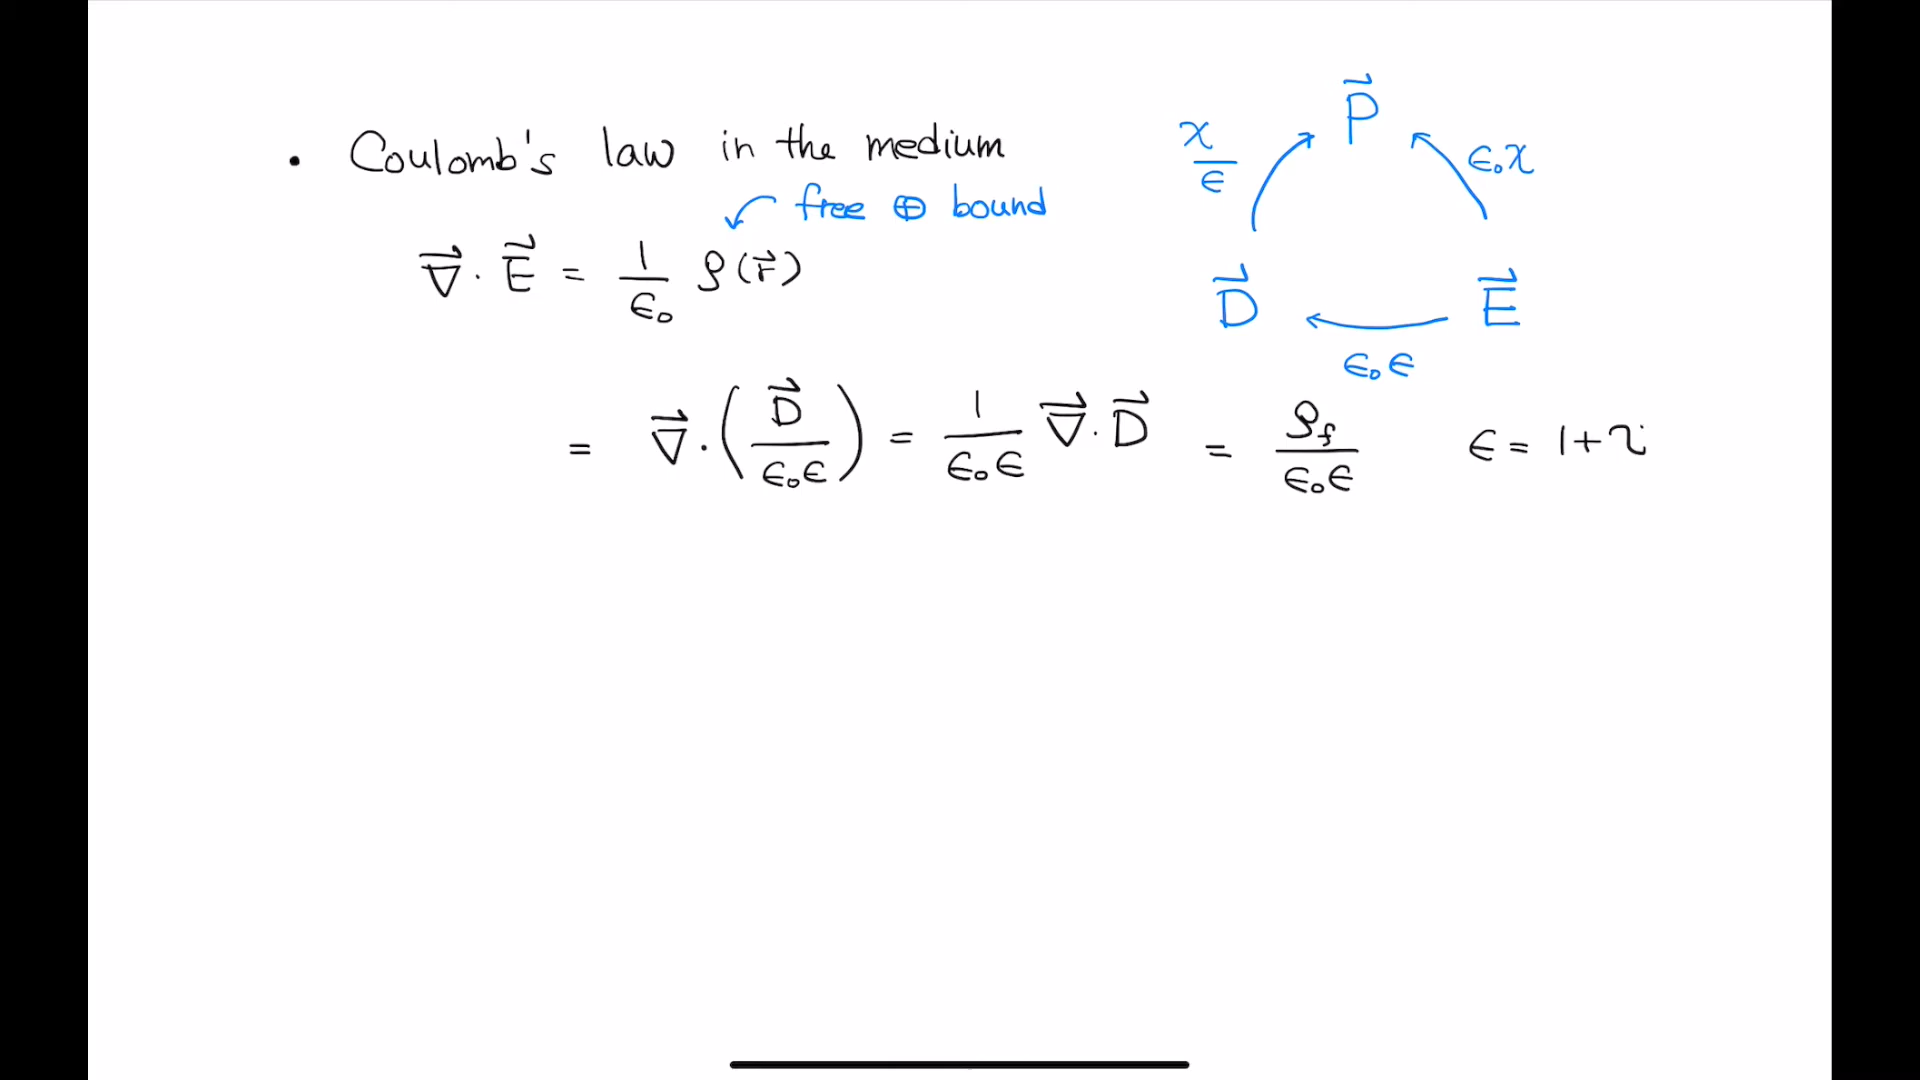 P⃗
χ/ϵ
ϵ₀χ
• Coulomb's law in the medium
free ⊕ bound
∇⃗ · E⃗ = 1/ϵ₀ ρ(r⃗)
D⃗ E⃗
ϵ₀ϵ
= ∇⃗ · (D⃗/ϵ₀ϵ) = 1/ϵ₀ϵ ∇⃗ · D⃗ = ρ_f/ϵ₀ϵ ϵ = 1+